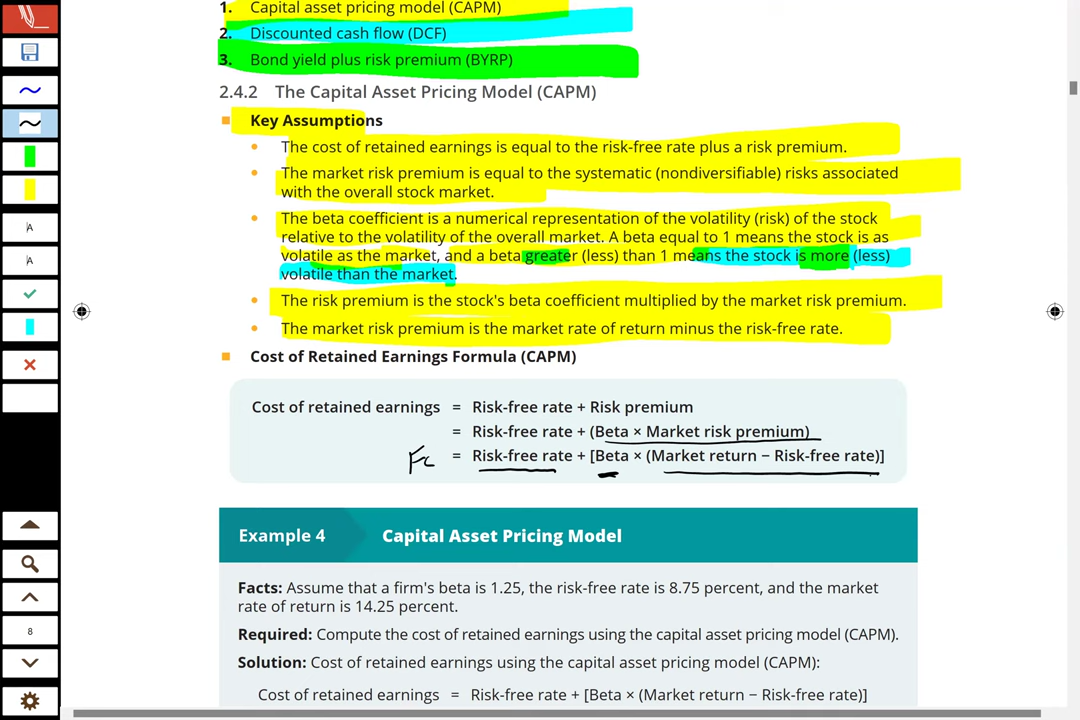 1. Capital asset pricing model (CAPM)
2. Discounted cash flow (DCF)
3. Bond yield plus risk premium (BYRP)
2.4.2 The Capital Asset Pricing Model (CAPM)
Key Assumptions
The cost of retained earnings is equal to the risk-free rate plus a risk premium.
The market risk premium is equal to the systematic (nondiversifiable) risks associated
with the overall stock market.
The beta coefficient is a numerical representation of the volatility (risk) of the stock
relative to the volatility of the overall market. A beta equal to 1 means the stock is as
volatile as the market, and a beta greater (less) than 1 means the stock is more (less)
volatile than the market.
The risk premium is the stock's beta coefficient multiplied by the market risk premium.
The market risk premium is the market rate of return minus the risk-free rate.
Cost of Retained Earnings Formula (CAPM)
Cost of retained earnings = Risk-free rate + Risk premium
= Risk-free rate + (Beta × Market risk premium)
= Risk-free rate + [Beta × (Market return − Risk-free rate)]
Example 4 Capital Asset Pricing Model
Facts: Assume that a firm's beta is 1.25, the risk-free rate is 8.75 percent, and the market
rate of return is 14.25 percent.
Required: Compute the cost of retained earnings using the capital asset pricing model (CAPM).
Solution: Cost of retained earnings using the capital asset pricing model (CAPM):
Cost of retained earnings = Risk-free rate + [Beta × (Market return − Risk-free rate)]
A
A
8